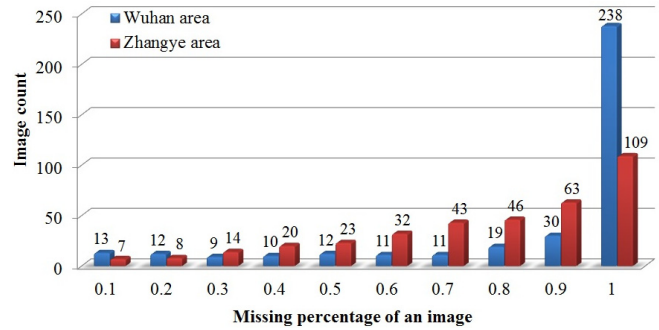 250
200
150
100
50
0
Image count
Wuhan area
Zhangye area
13 7 12 8 9 14 10 20 12 23 11 32 11 43 19 46 30 63 238 109
0.1 0.2 0.3 0.4 0.5 0.6 0.7 0.8 0.9 1
Missing percentage of an image